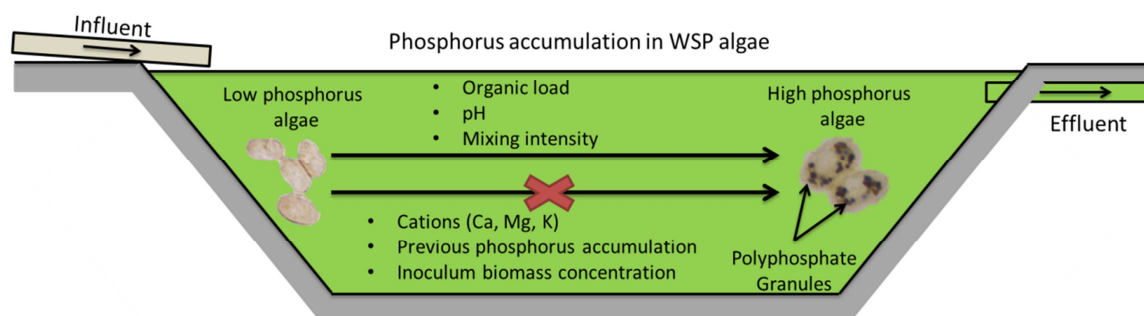 Influent
Phosphorus accumulation in WSP algae
Low phosphorus
algae
• Organic load
• pH
• Mixing intensity
High phosphorus
algae
Effluent
• Cations (Ca, Mg, K)
• Previous phosphorus accumulation
• Inoculum biomass concentration
Polyphosphate
Granules